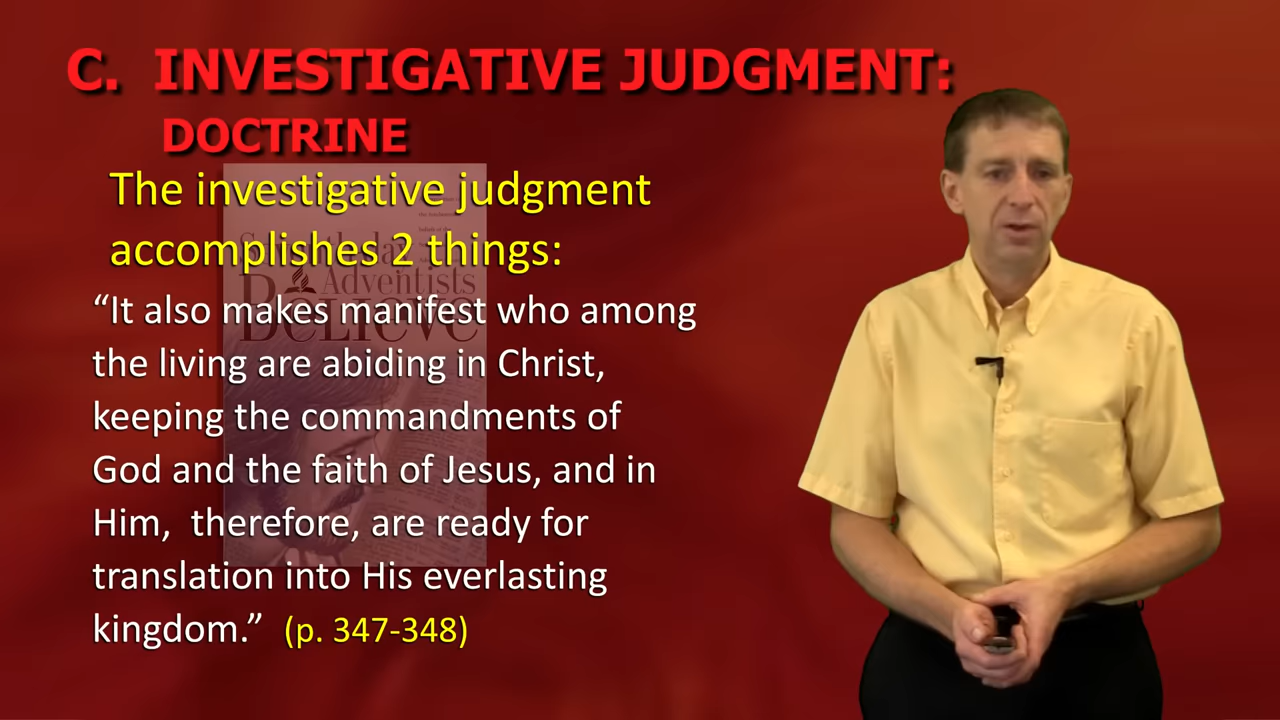 C. INVESTIGATIVE JUDGMENT:
DOCTRINE
The investigative judgment
accomplishes 2 things:
“It also makes manifest who among
the living are abiding in Christ,
keeping the commandments of
God and the faith of Jesus, and in
Him, therefore, are ready for
translation into His everlasting
kingdom.” (p. 347-348)
Adventists
BELIEVE